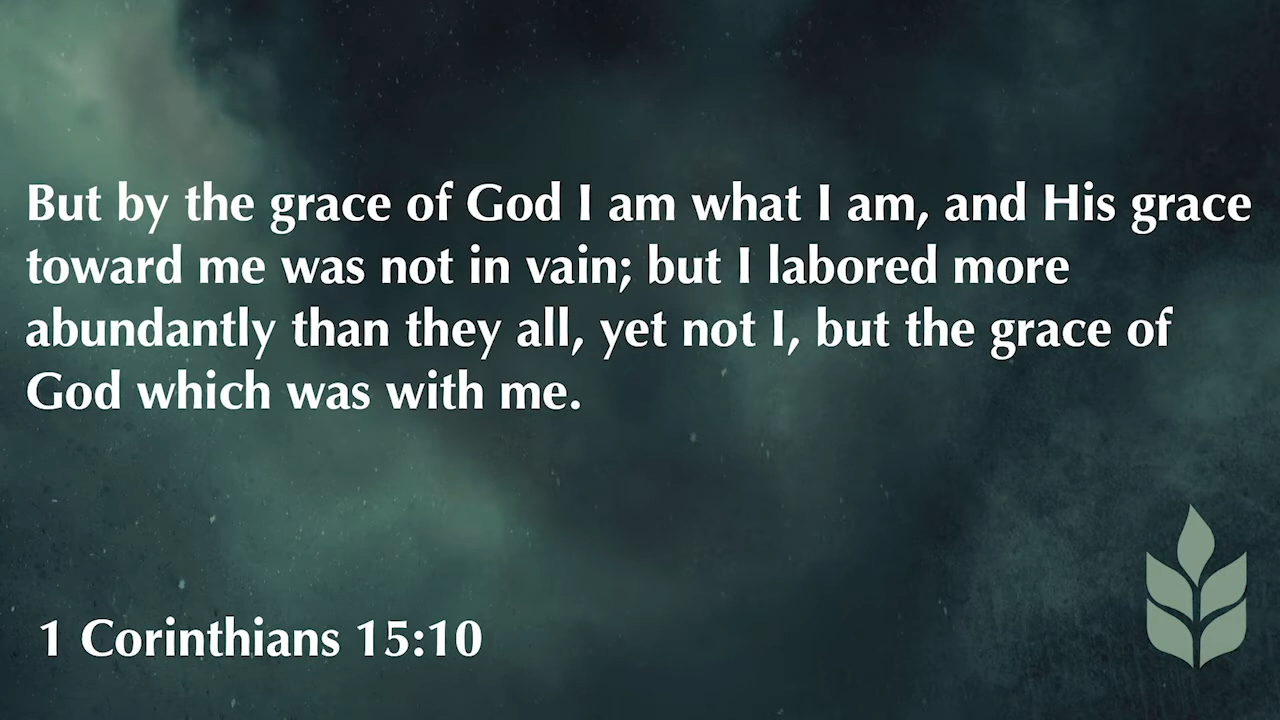 But by the grace of God I am what I am, and His grace
toward me was not in vain; but I labored more
abundantly than they all, yet not I, but the grace of
God which was with me.
1 Corinthians 15:10